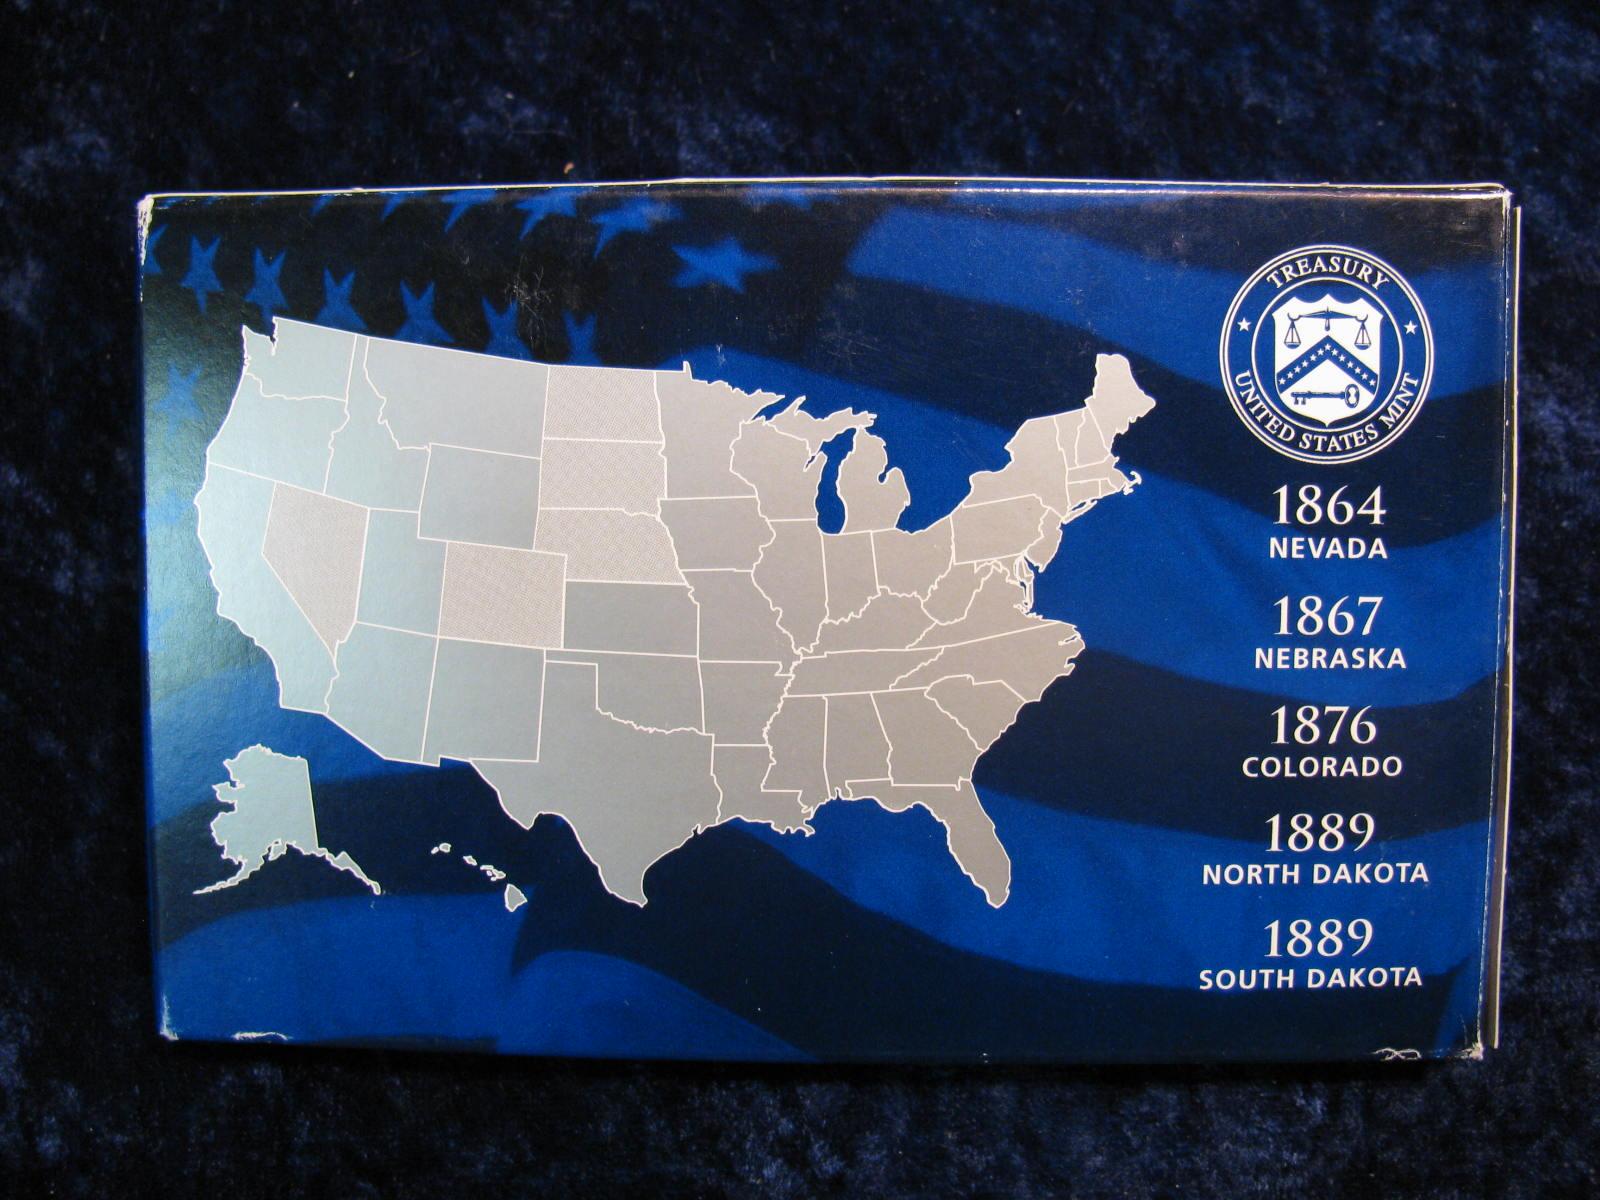 TREASURY
UNITED STATES MINT
1864
NEVADA
1867
NEBRASKA
1876
COLORADO
1889
NORTH DAKOTA
1889
SOUTH DAKOTA